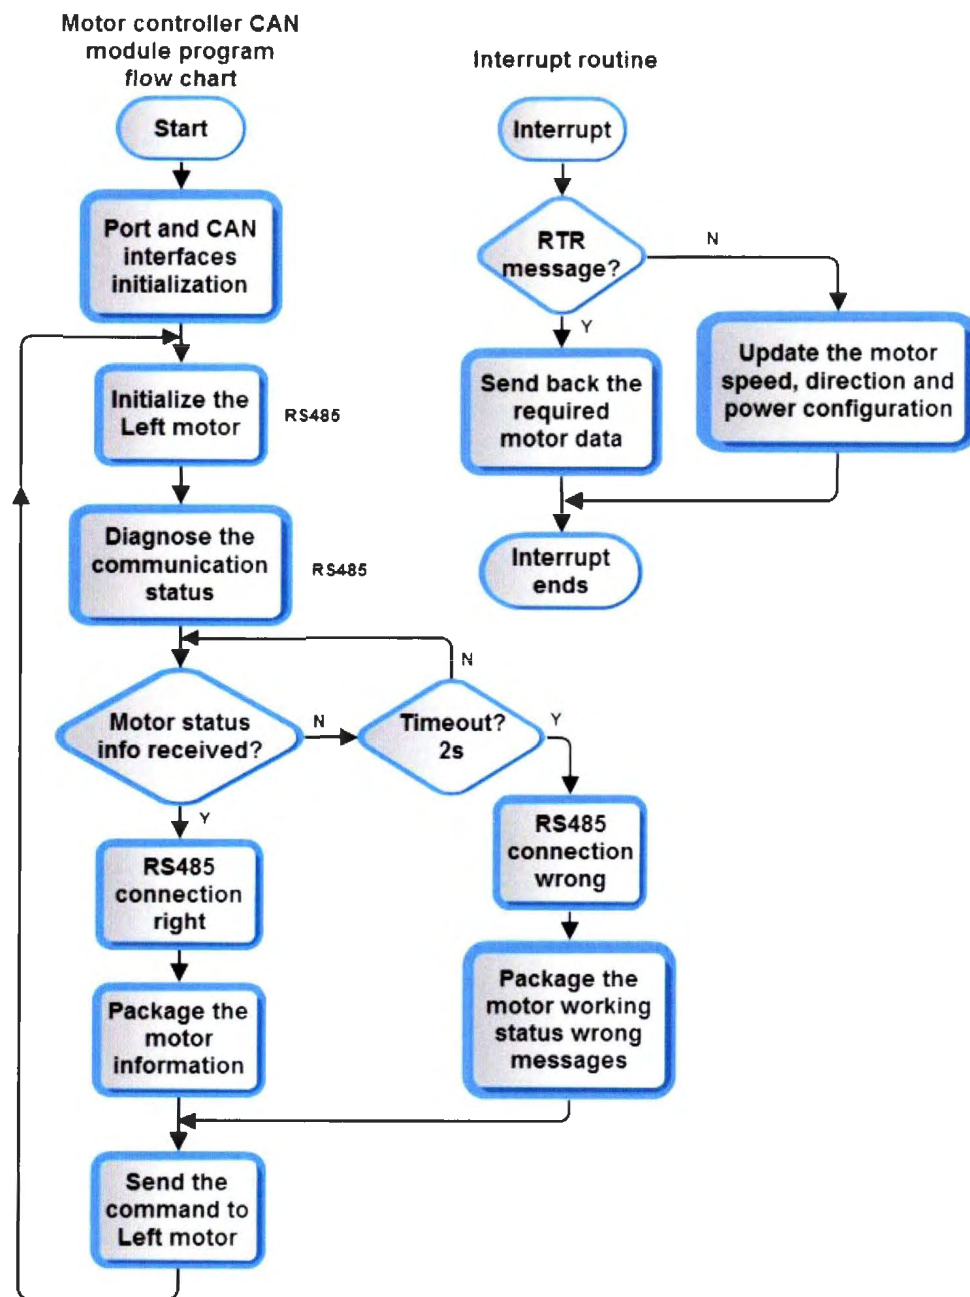 Motor controller CAN
module program
flow chart
Start
Port and CAN
interfaces
initialization
Initialize the
Left motor
RS485
Diagnose the
communication
status
RS485
Motor status
info received?
N
Timeout?
2s
N
Y
Y
RS485
connection
right
RS485
connection
wrong
Package the
motor
information
Package the
motor working
status wrong
messages
Send the
command to
Left motor
Interrupt routine
Interrupt
RTR
message?
N
Y
Send back the
required
motor data
Update the motor
speed, direction and
power configuration
Interrupt
ends